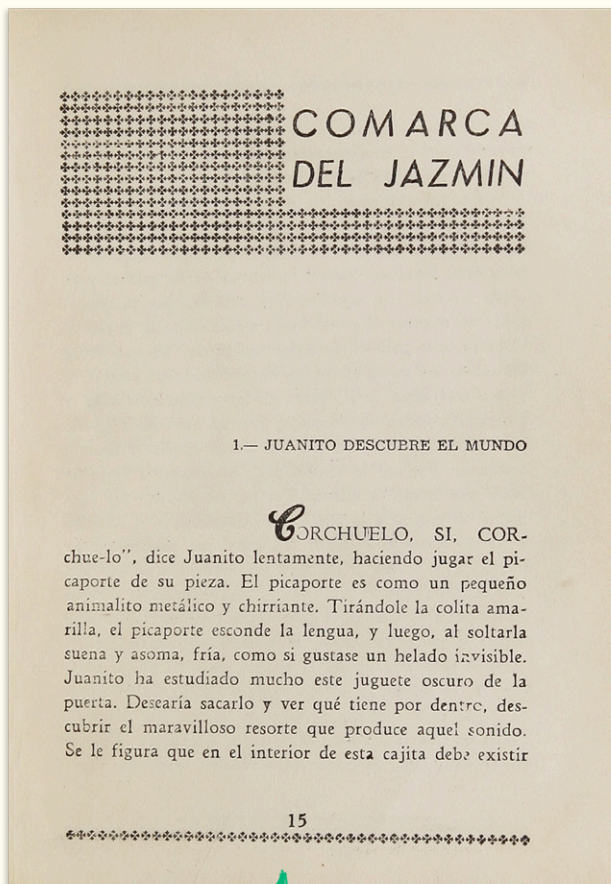 COMARCA
DEL JAZMIN
1.— JUANITO DESCUBRE EL MUNDO
CORCHUELO, SI, COR-
chue-lo”, dice Juanito lentamente, haciendo jugar el pi-
caporte de su pieza. El picaporte es como un pequeño
animalito metálico y chirriante. Tirándole la colita ama-
rilla, el picaporte esconde la lengua, y luego, al soltarla
suena y asoma, fría, como si gustase un helado invisible.
Juanito ha estudiado mucho este juguete oscuro de la
puerta. Desearía sacarlo y ver qué tiene por dentro, des-
cubrir el maravilloso resorte que produce aquel sonido.
Se le figura que en el interior de esta cajita debe existir
15